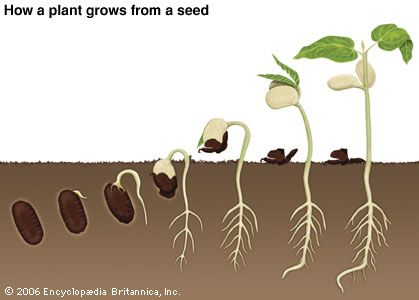 How a plant grows from a seed
© 2006 Encyclopædia Britannica, Inc.